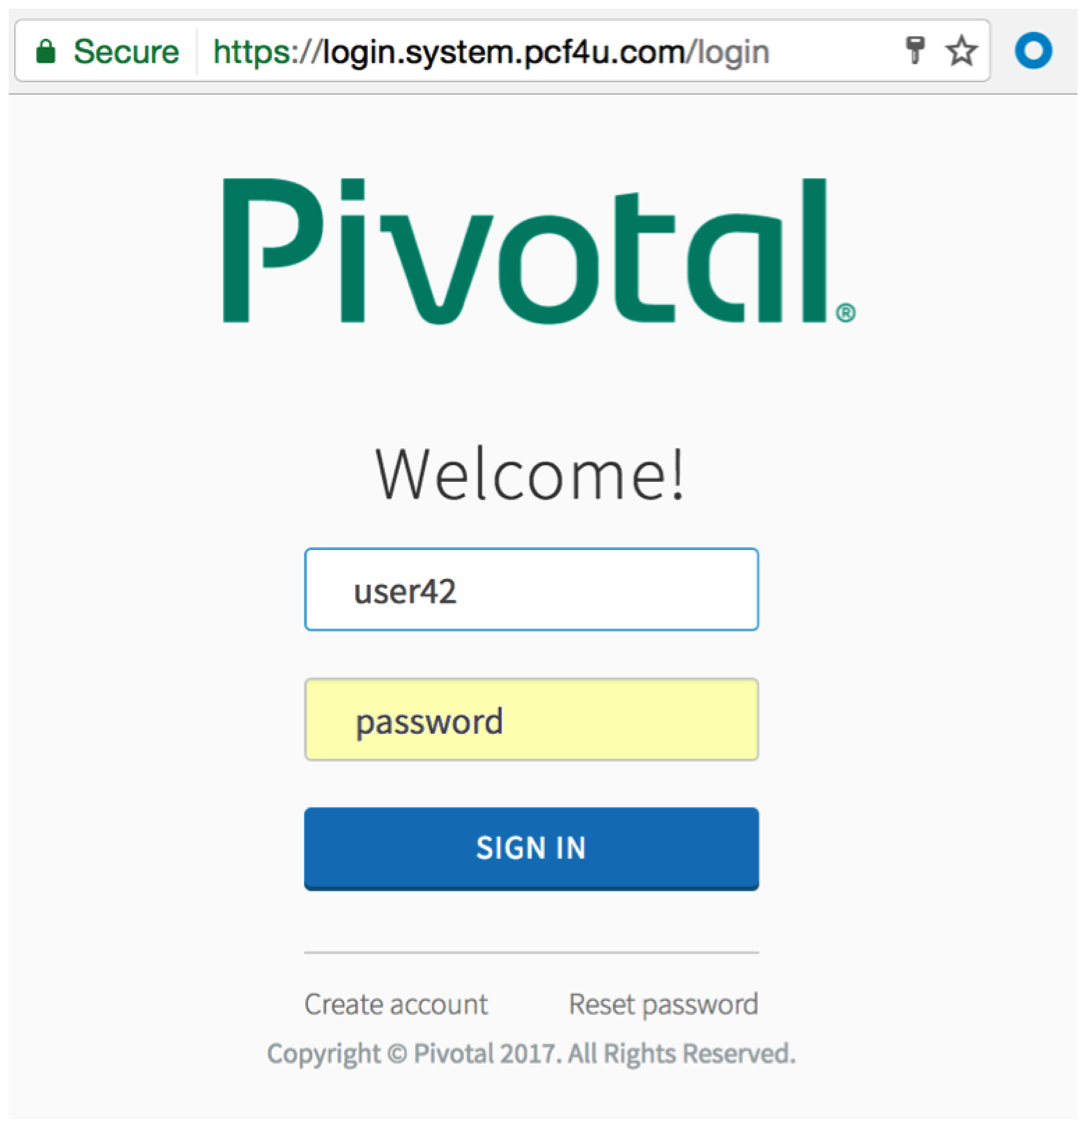 Secure https://login.system.pcf4u.com/login
Pivotal®
Welcome!
user42
password
SIGN IN
Create account Reset password
Copyright © Pivotal 2017. All Rights Reserved.